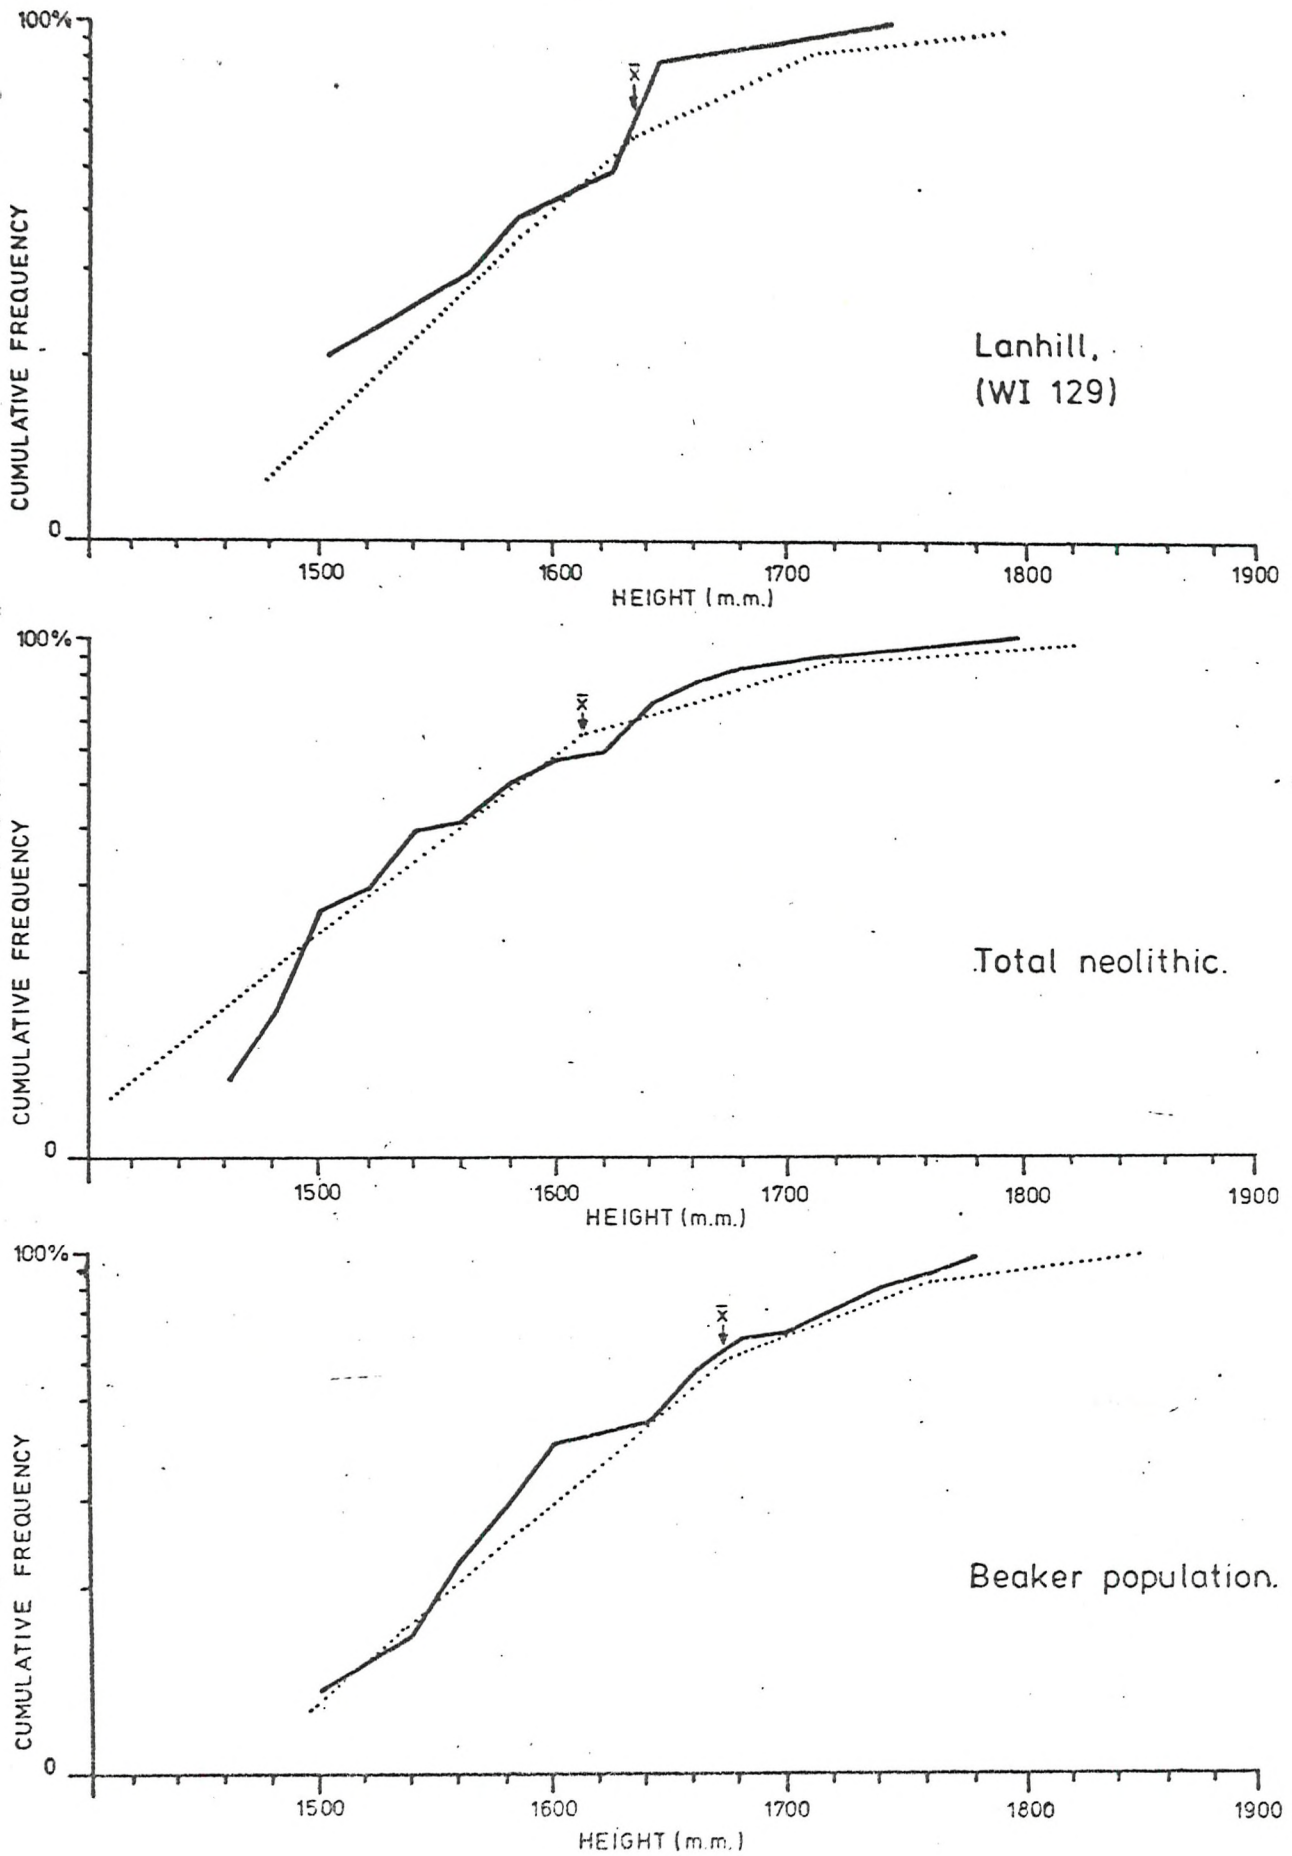 100%
x̄
CUMULATIVE FREQUENCY
Lanhill,
(WI 129)
0
1500 1600 1700 1800 1900
HEIGHT (m.m.)
100%
x̄
CUMULATIVE FREQUENCY
Total neolithic.
0
1500 1600 1700 1800 1900
HEIGHT (m.m.)
100%
x̄
CUMULATIVE FREQUENCY
Beaker population.
0
1500 1600 1700 1800 1900
HEIGHT (m.m.)